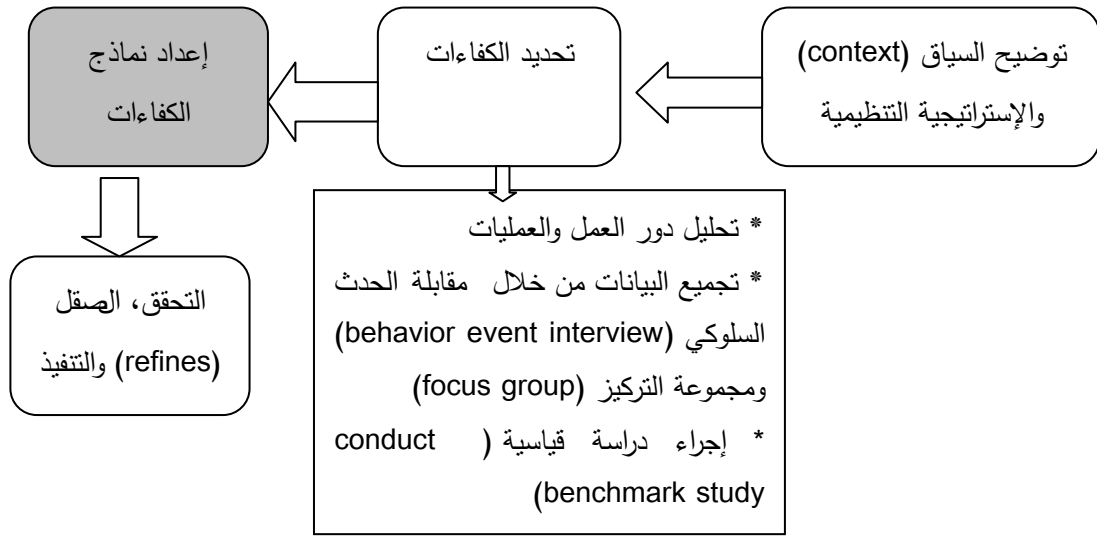 توضيح السياق (context)
والإستراتيجية التنظيمية
تحديد الكفاءات
إعداد نماذج
الكفاءات
* تحليل دور العمل والعمليات
* تجميع البيانات من خلال مقابلة الحدث
السلوكي (behavior event interview)
ومجموعة التركيز (focus group)
* إجراء دراسة قياسية ( conduct
benchmark study)
التحقق، الصقل
(refines) والتنفيذ